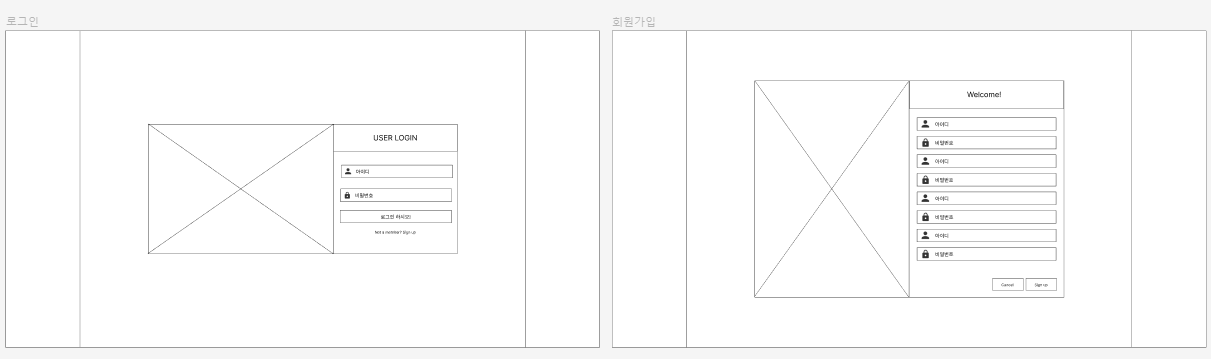 로그인
회원가입
USER LOGIN
아이디
비밀번호
로그인 하시오
Not a member? Sign up
Welcome!
아이디
비밀번호
아이디
비밀번호
아이디
비밀번호
아이디
비밀번호
Cancel
Sign up